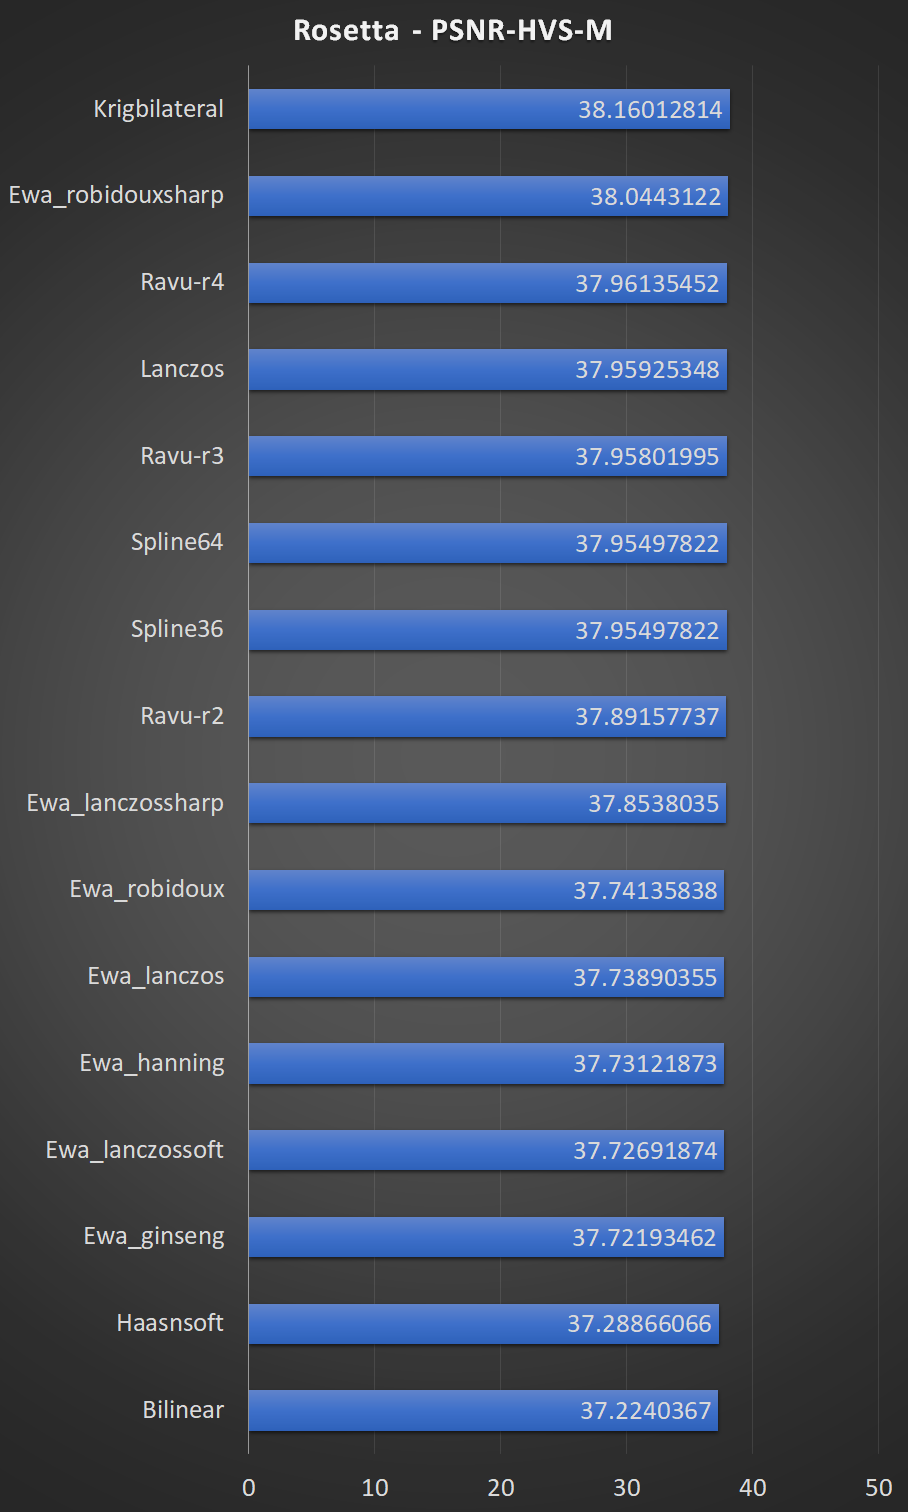 Rosetta - PSNR-HVS-M
Krigbilateral 38.16012814
Ewa_robidouxsharp 38.0443122
Ravu-r4 37.96135452
Lanczos 37.95925348
Ravu-r3 37.95801995
Spline64 37.95497822
Spline36 37.95497822
Ravu-r2 37.89157737
Ewa_lanczossharp 37.8538035
Ewa_robidoux 37.74135838
Ewa_lanczos 37.73890355
Ewa_hanning 37.73121873
Ewa_lanczossoft 37.72691874
Ewa_ginseng 37.72193462
Haasnsoft 37.28866066
Bilinear 37.2240367
0 10 20 30 40 50